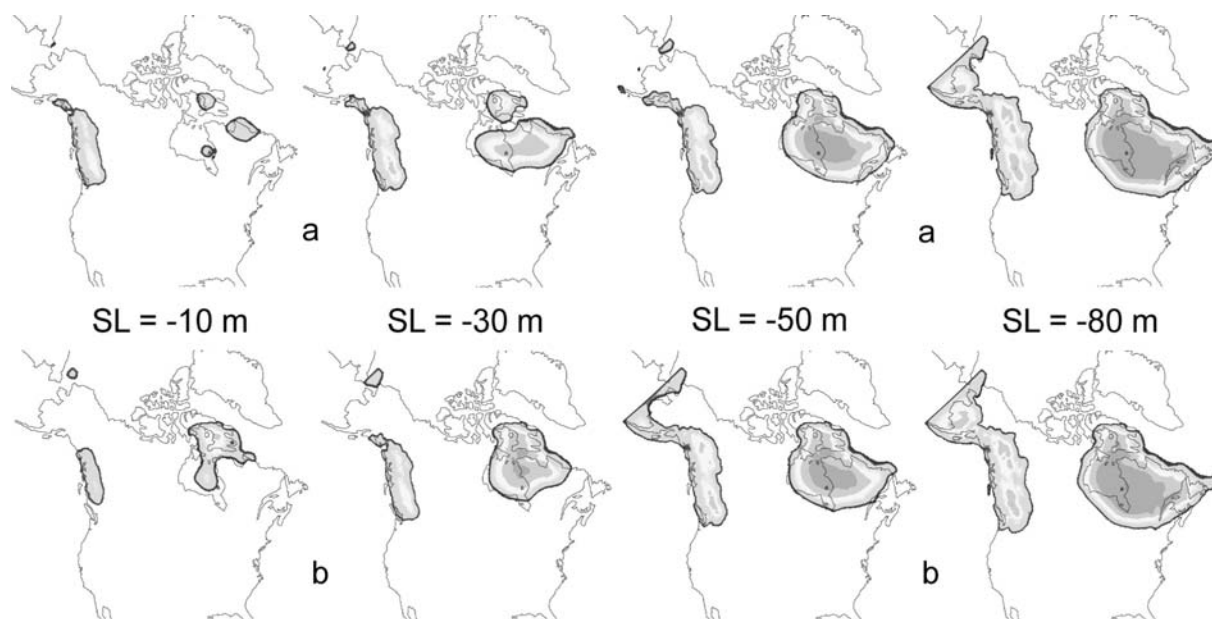 a
a
SL = -10 m
SL = -30 m
SL = -50 m
SL = -80 m
b
b